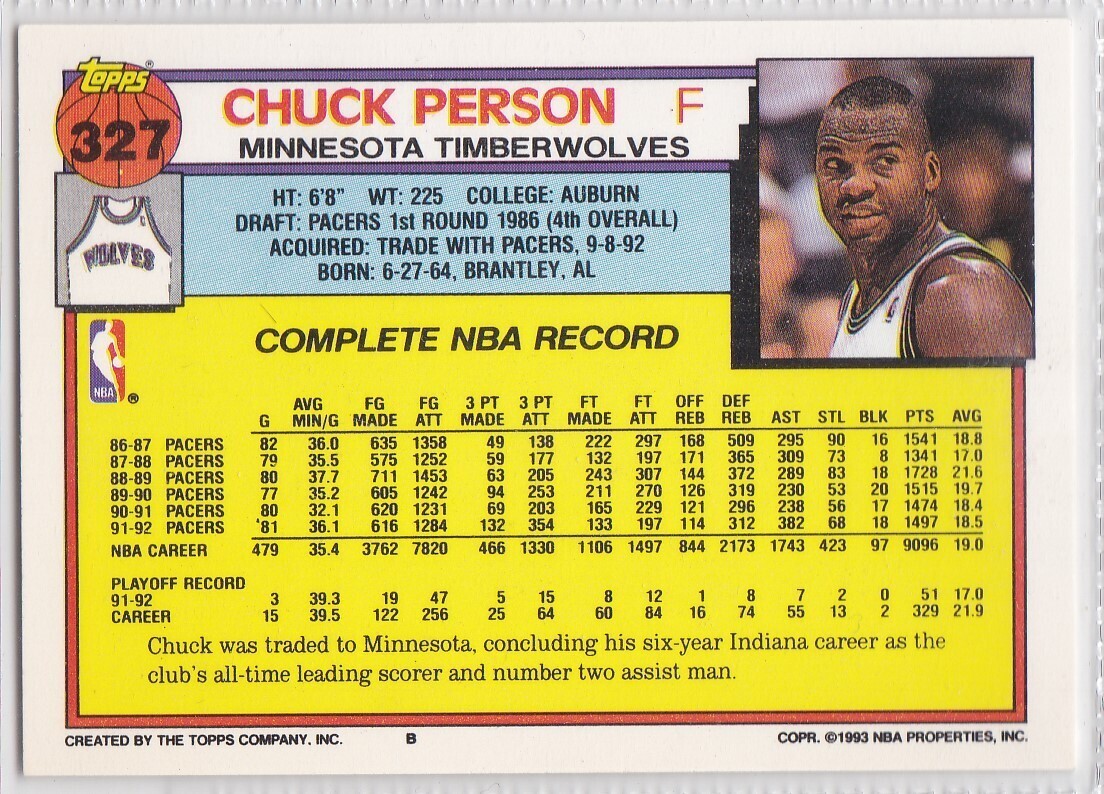 topps®
327
CHUCK PERSON F
MINNESOTA TIMBERWOLVES
WOLVES
HT: 6'8" WT: 225 COLLEGE: AUBURN
DRAFT: PACERS 1st ROUND 1986 (4th OVERALL)
ACQUIRED: TRADE WITH PACERS, 9-8-92
BORN: 6-27-64, BRANTLEY, AL
COMPLETE NBA RECORD
NBA ®
AVG FG FG 3 PT 3 PT FT FT OFF DEF
G MIN/G MADE ATT MADE ATT MADE ATT REB REB AST STL BLK PTS AVG
86-87 PACERS 82 36.0 635 1358 49 138 222 297 168 509 295 90 16 1541 18.8
87-88 PACERS 79 35.5 575 1252 59 177 132 197 171 365 309 73 8 1341 17.0
88-89 PACERS 80 37.7 711 1453 63 205 243 307 144 372 289 83 18 1728 21.6
89-90 PACERS 77 35.2 605 1242 94 253 211 270 126 319 230 53 20 1515 19.7
90-91 PACERS 80 32.1 620 1231 69 203 165 229 121 296 238 56 17 1474 18.4
91-92 PACERS 81 36.1 616 1284 132 354 133 197 114 312 382 68 18 1497 18.5
NBA CAREER 479 35.4 3762 7820 466 1330 1106 1497 844 2173 1743 423 97 9096 19.0
PLAYOFF RECORD
91-92 3 39.3 19 47 5 15 8 12 1 8 7 2 0 51 17.0
CAREER 15 39.5 122 256 25 64 60 84 16 74 55 13 2 329 21.9
Chuck was traded to Minnesota, concluding his six-year Indiana career as the
club's all-time leading scorer and number two assist man.
CREATED BY THE TOPPS COMPANY, INC. B COPR. ©1993 NBA PROPERTIES, INC.